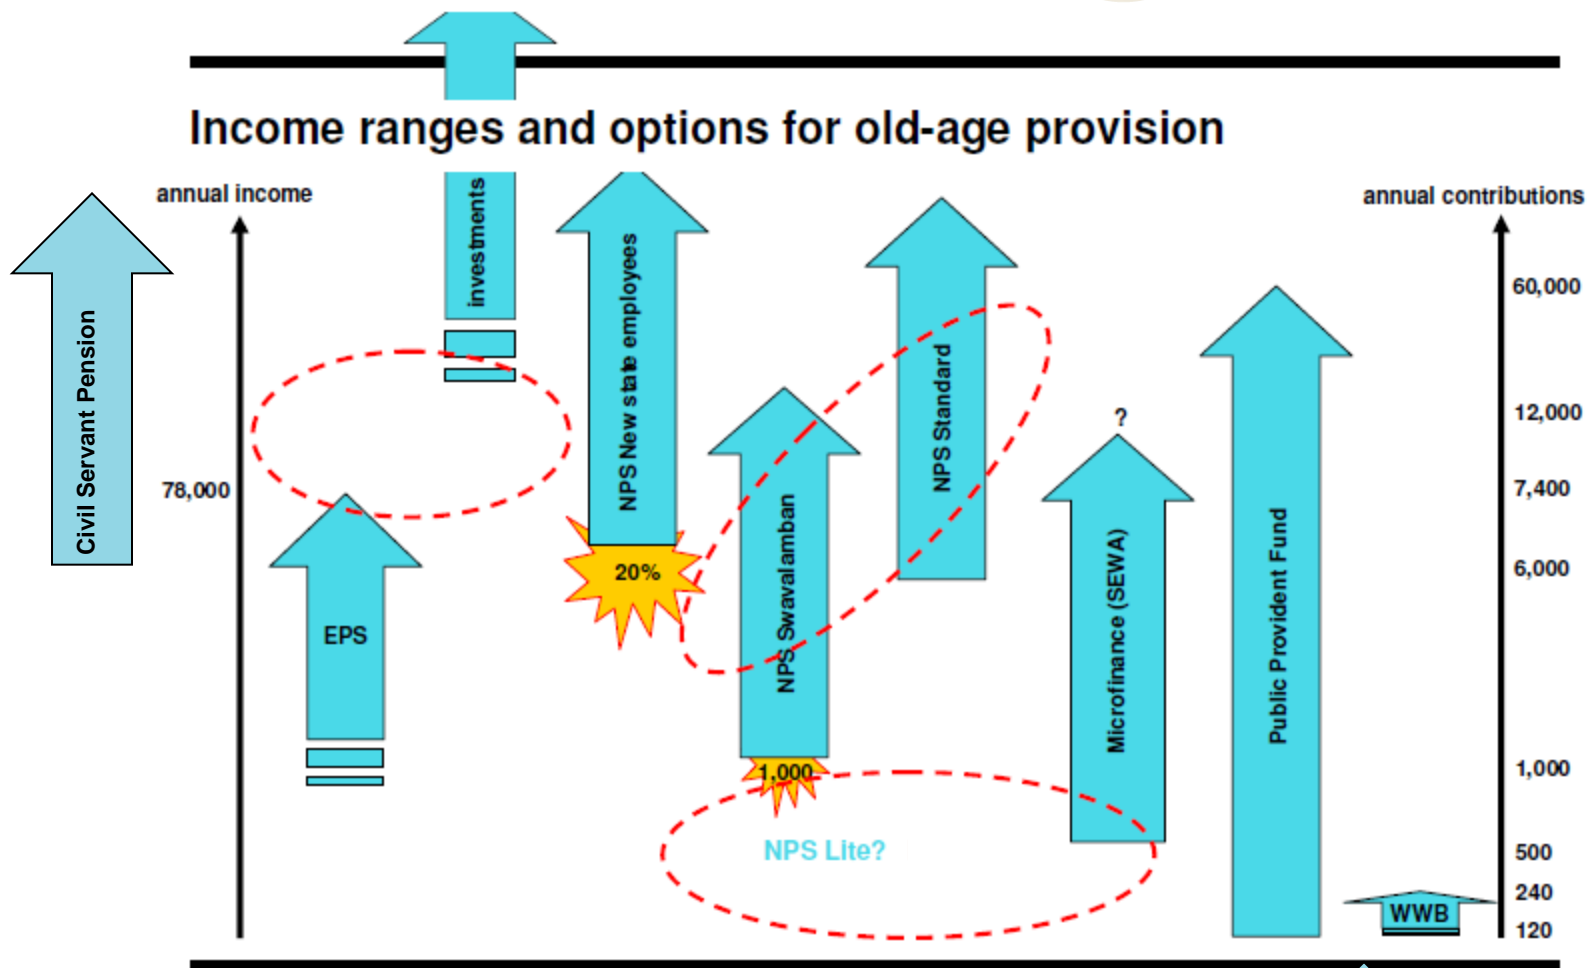 Income ranges and options for old-age provision
annual income
annual contributions
Civil Servant Pension
78,000
EPS
investments
NPS New state employees
20%
NPS Swavalamban
1,000
NPS Standard
NPS Lite?
?
Microfinance (SEWA)
Public Provident Fund
WWB
60,000
12,000
7,400
6,000
1,000
500
240
120